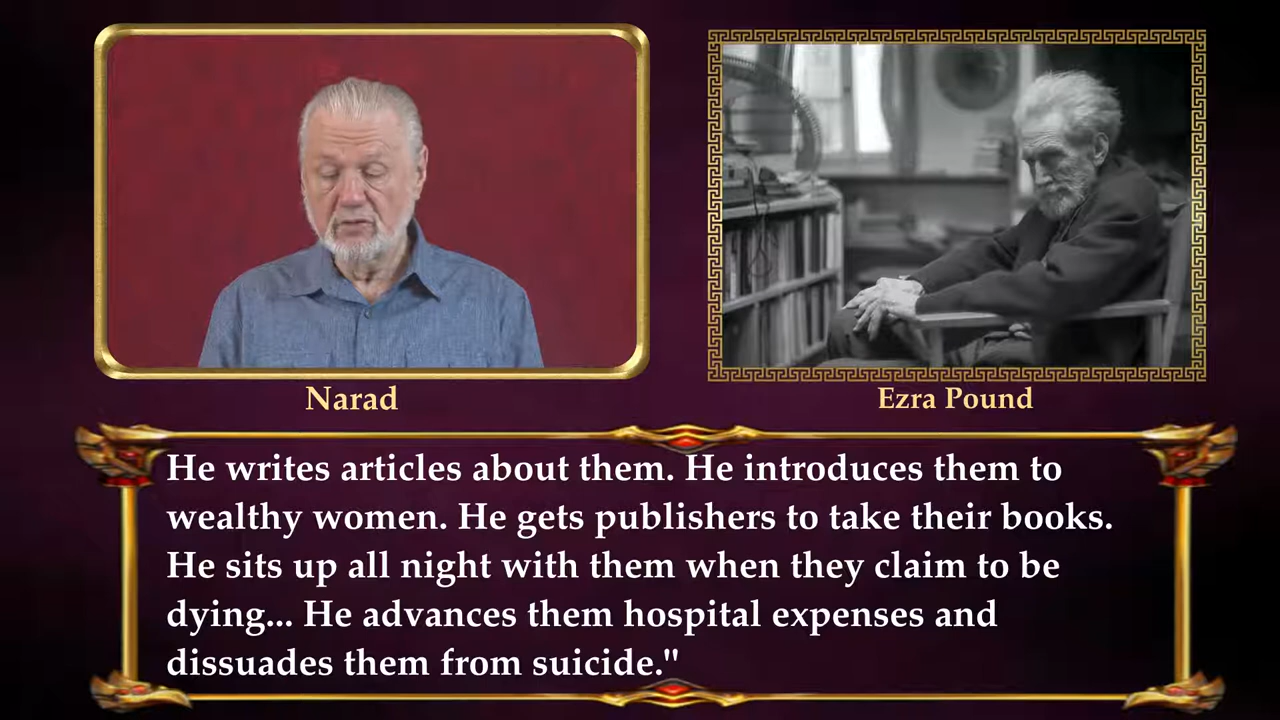 Narad
Ezra Pound
He writes articles about them. He introduces them to
wealthy women. He gets publishers to take their books.
He sits up all night with them when they claim to be
dying... He advances them hospital expenses and
dissuades them from suicide."